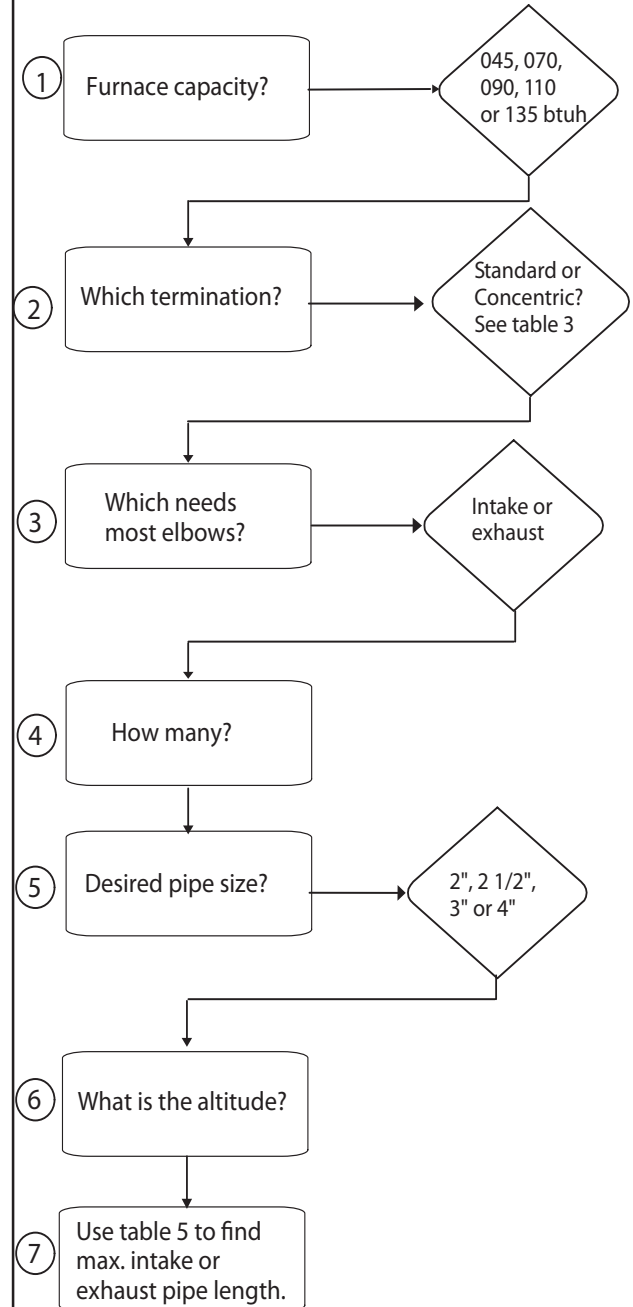 1
Furnace capacity?
045, 070,
090, 110
or 135 btuh
2
Which termination?
Standard or
Concentric?
See table 3
3
Which needs
most elbows?
Intake or
exhaust
4
How many?
5
Desired pipe size?
2", 2 1/2",
3" or 4"
6
What is the altitude?
7
Use table 5 to find
max. intake or
exhaust pipe length.